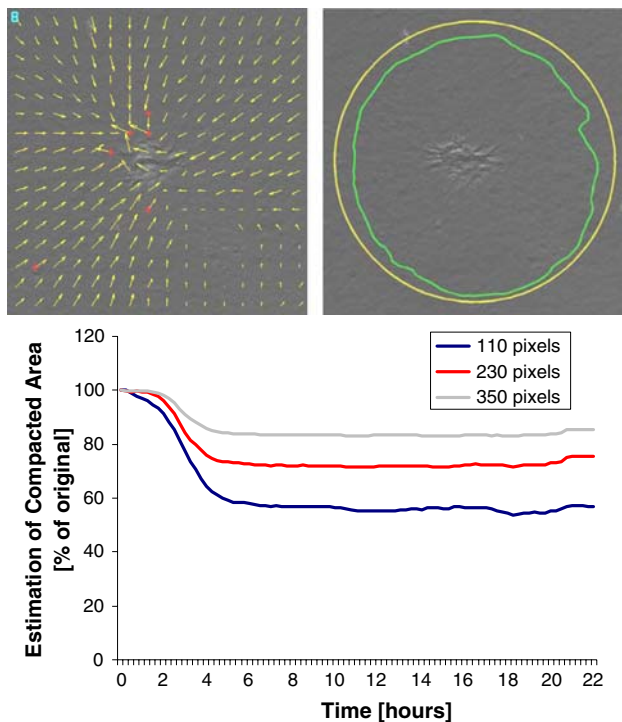 8
120
100
80
60
40
20
0
110 pixels
230 pixels
350 pixels
Estimation of Compacted Area
[% of original]
0 2 4 6 8 10 12 14 16 18 20 22
Time [hours]